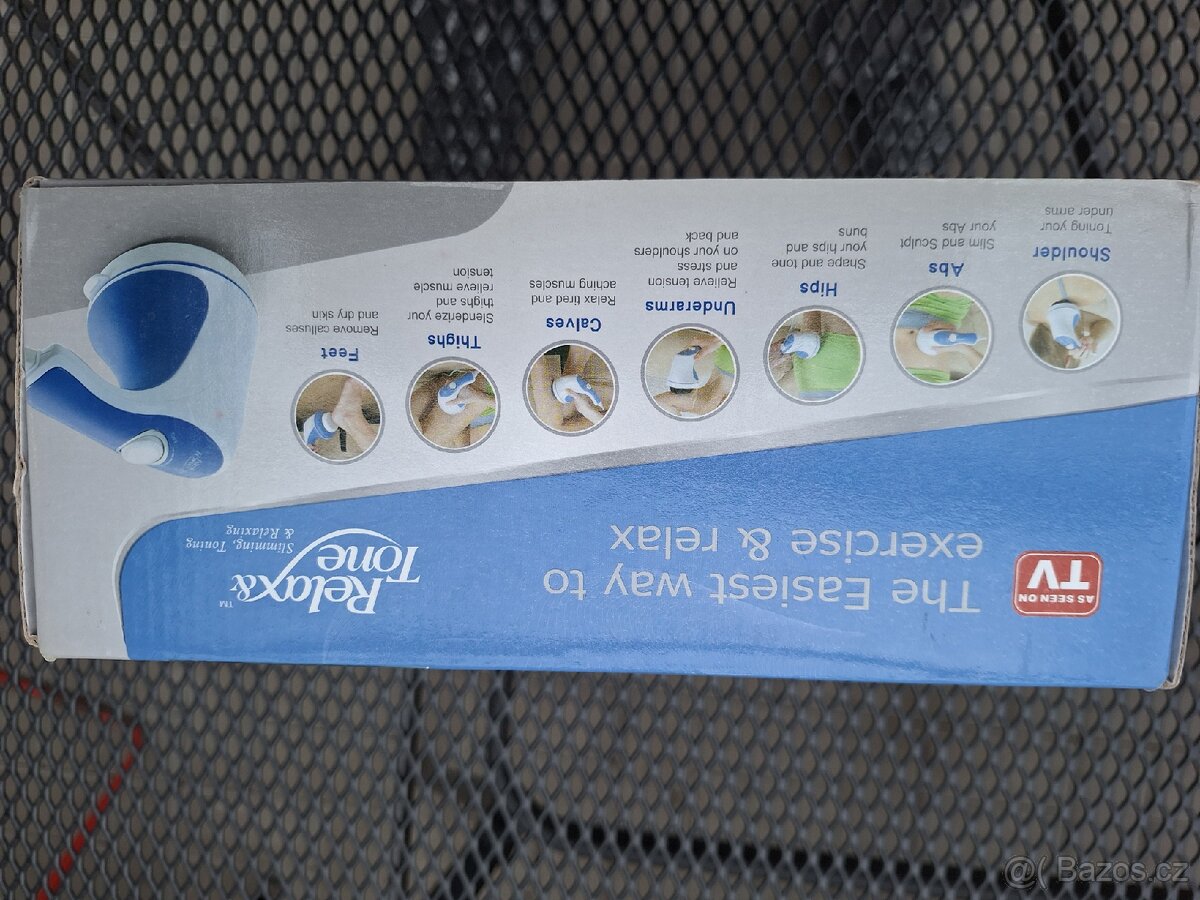 AS SEEN ON
TV
The Easiest way to
exercise & relax
Relax &
Tone
TM
Slimming, Toning
& Relaxing
Shoulder
Toning your
under arms
Abs
Slim and Sculpt
your Abs
Hips
Shape and tone
your hips and
buns
Underarms
Relieve tension
and stress
on your shoulders
and back
Calves
Relax tired and
aching muscles
Thighs
Slenderize your
thighs and
relieve muscle
tension
Feet
Remove calluses
and dry skin
Bazos.cz